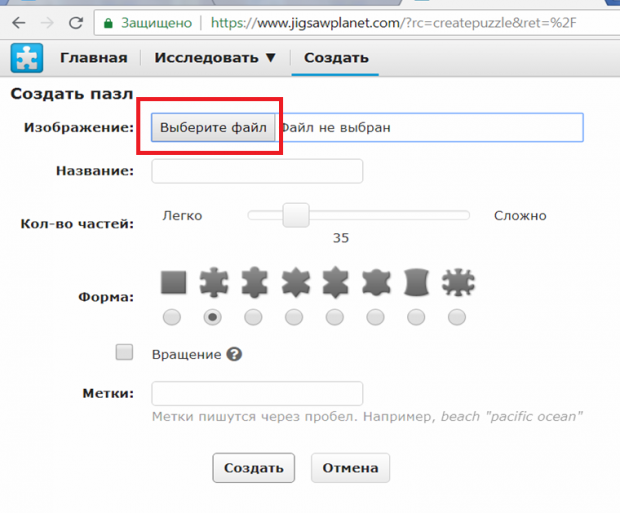 Защищено https://www.jigsawplanet.com/?rc=createpuzzle&ret=%2F
Главная Исследовать ▼ Создать
Создать пазл
Изображение: Выберите файл Файл не выбран
Название:
Легко Сложно
Кол-во частей:
35
Форма:
Вращение ?
Метки:
Метки пишутся через пробел. Например, beach "pacific ocean"
Создать Отмена